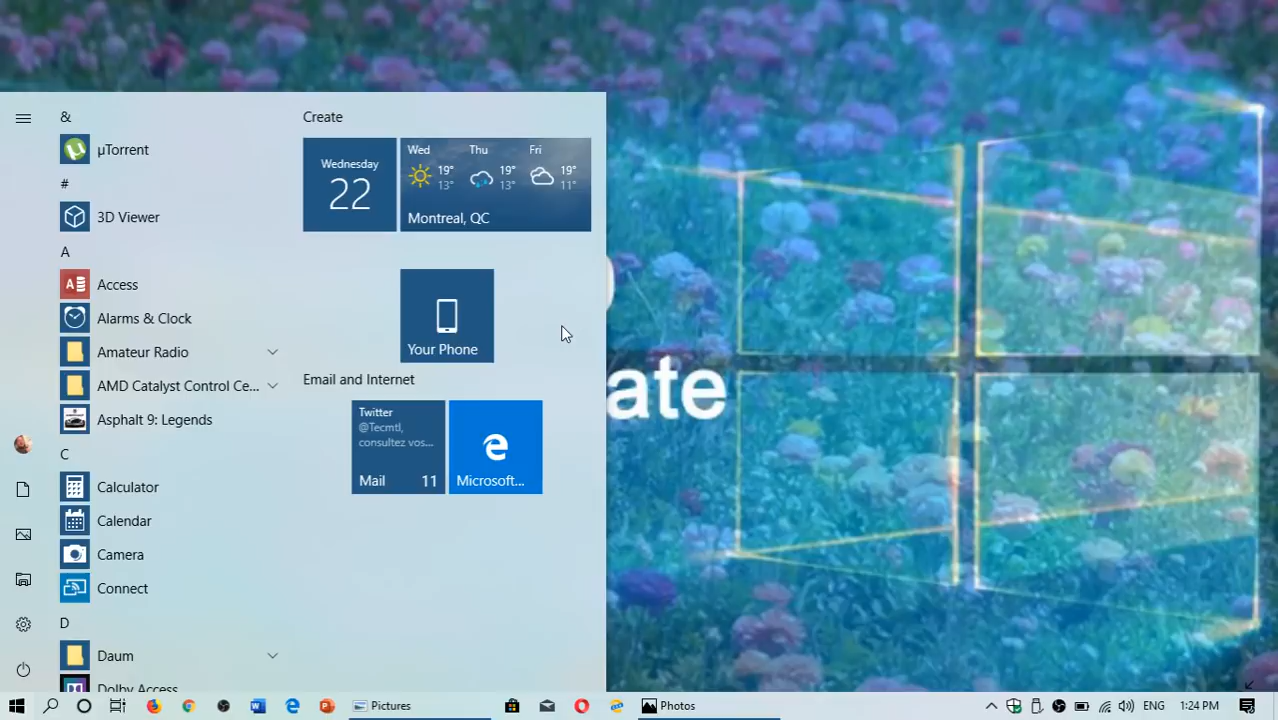 &
µTorrent
#
3D Viewer
A
Access
Alarms & Clock
Amateur Radio
AMD Catalyst Control Ce...
Asphalt 9: Legends
C
Calculator
Calendar
Camera
Connect
D
Daum
Dolby Access
Create
Wednesday
22
Wed Thu Fri
19° 19° 19°
13° 13° 11°
Montreal, QC
Your Phone
Email and Internet
Twitter
@Tecmtl,
consultez vos...
Mail 11
Microsoft...
ate
Pictures
Photos
ENG
1:24 PM